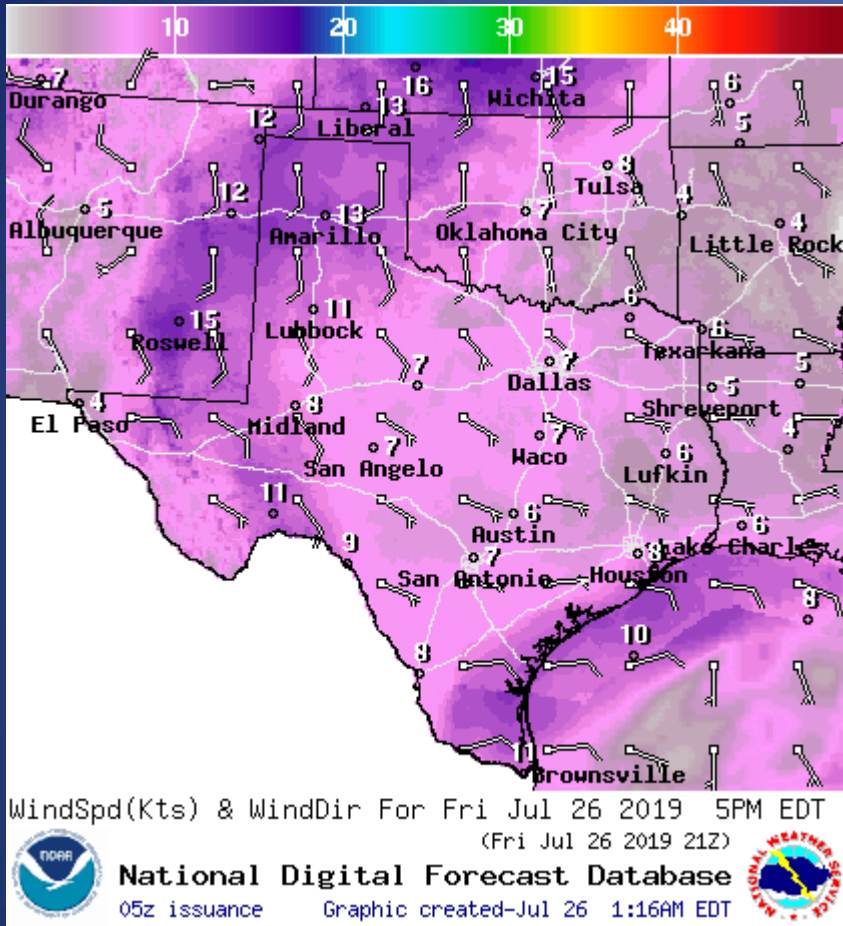 10 20 30 40
7 16 2 15 6
Durango Wichita
13
12 Liberal 5
8
Tulsa
5 12 13 7 4 4
Albuquerque Amarillo Oklahoma City Little Rock
15 11 6 6
Roswell Lubbock Texarkana
7 7 5 5
Dallas
4 8 Shreveport
El Paso Midland 7 7 6 4
San Angelo Waco Lufkin
11 6 6
Austin Lake Charles
9 7 8
San Antonio Houston
8 10 8
11
Brownsville
WindSpd(Kts) & WindDir For Fri Jul 26 2019 5PM EDT
(Fri Jul 26 2019 21Z)
NOAA
National Digital Forecast Database
05z issuance Graphic created-Jul 26 1:16AM EDT
NATIONAL WEATHER SERVICE